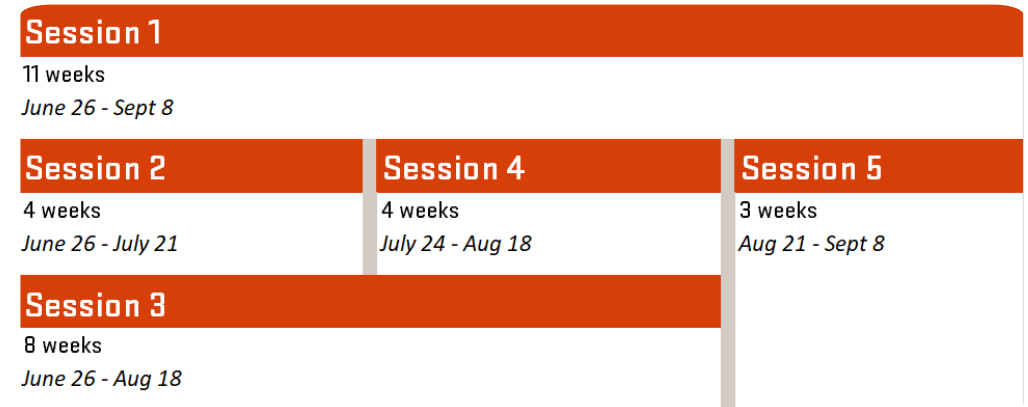 Session 1
11 weeks
June 26 - Sept 8
Session 2
4 weeks
June 26 - July 21
Session 4
4 weeks
July 24 - Aug 18
Session 5
3 weeks
Aug 21 - Sept 8
Session 3
8 weeks
June 26 - Aug 18